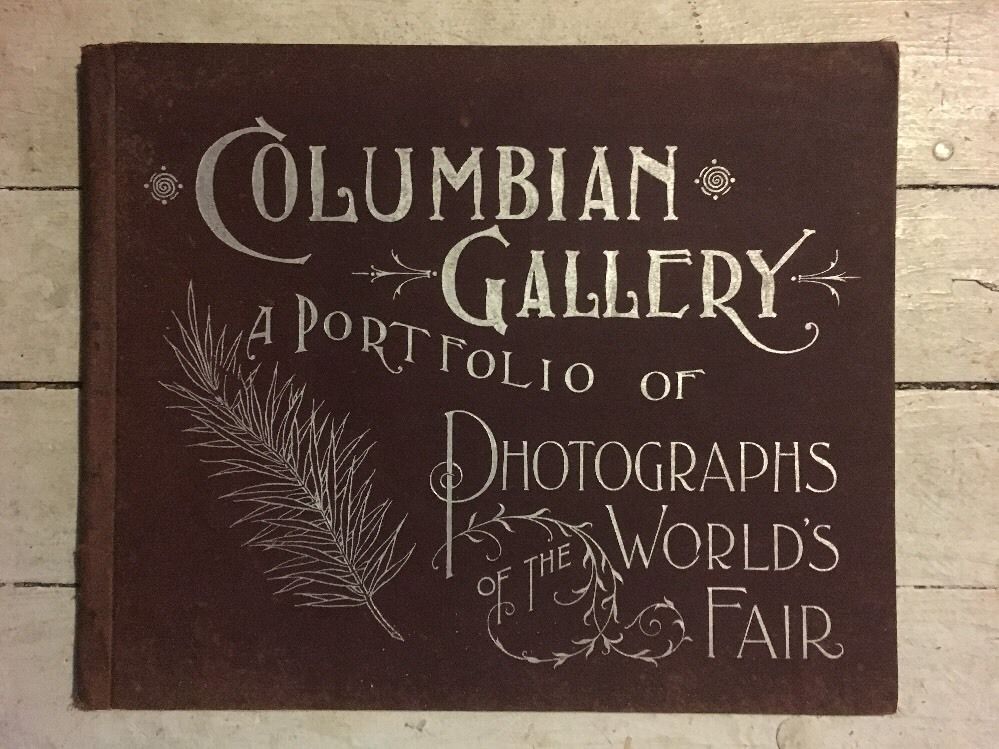 COLUMBIAN
GALLERY
A PORTFOLIO OF
PHOTOGRAPHS
OF THE WORLD'S
FAIR